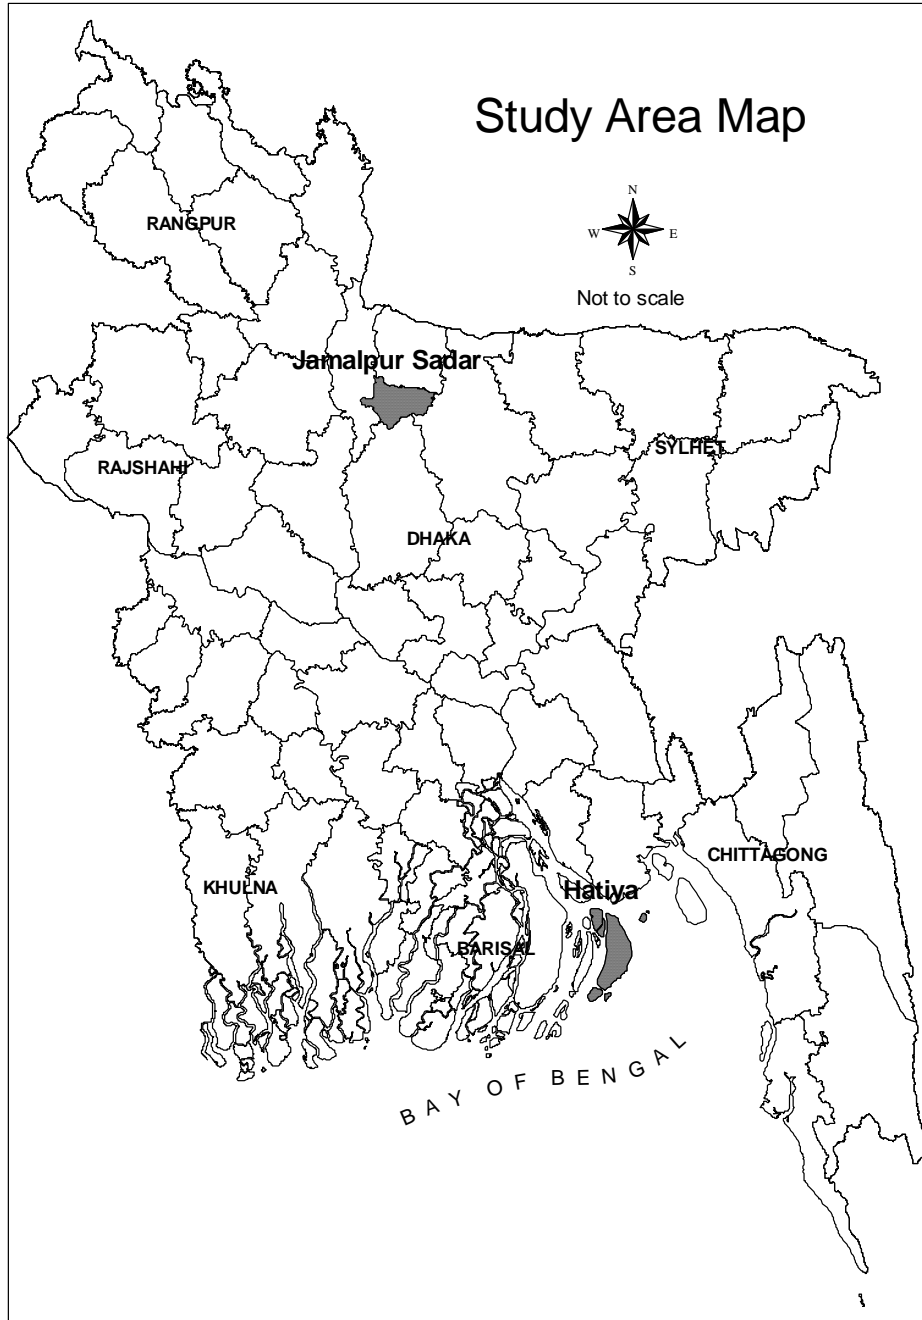 Study Area Map
N
W E
S
Not to scale
RANGPUR
Jamalpur Sadar
SYLHET
RAJSHAHI
DHAKA
CHITTAGONG
KHULNA
Hatiya
BARISAL
BAY OF BENGAL